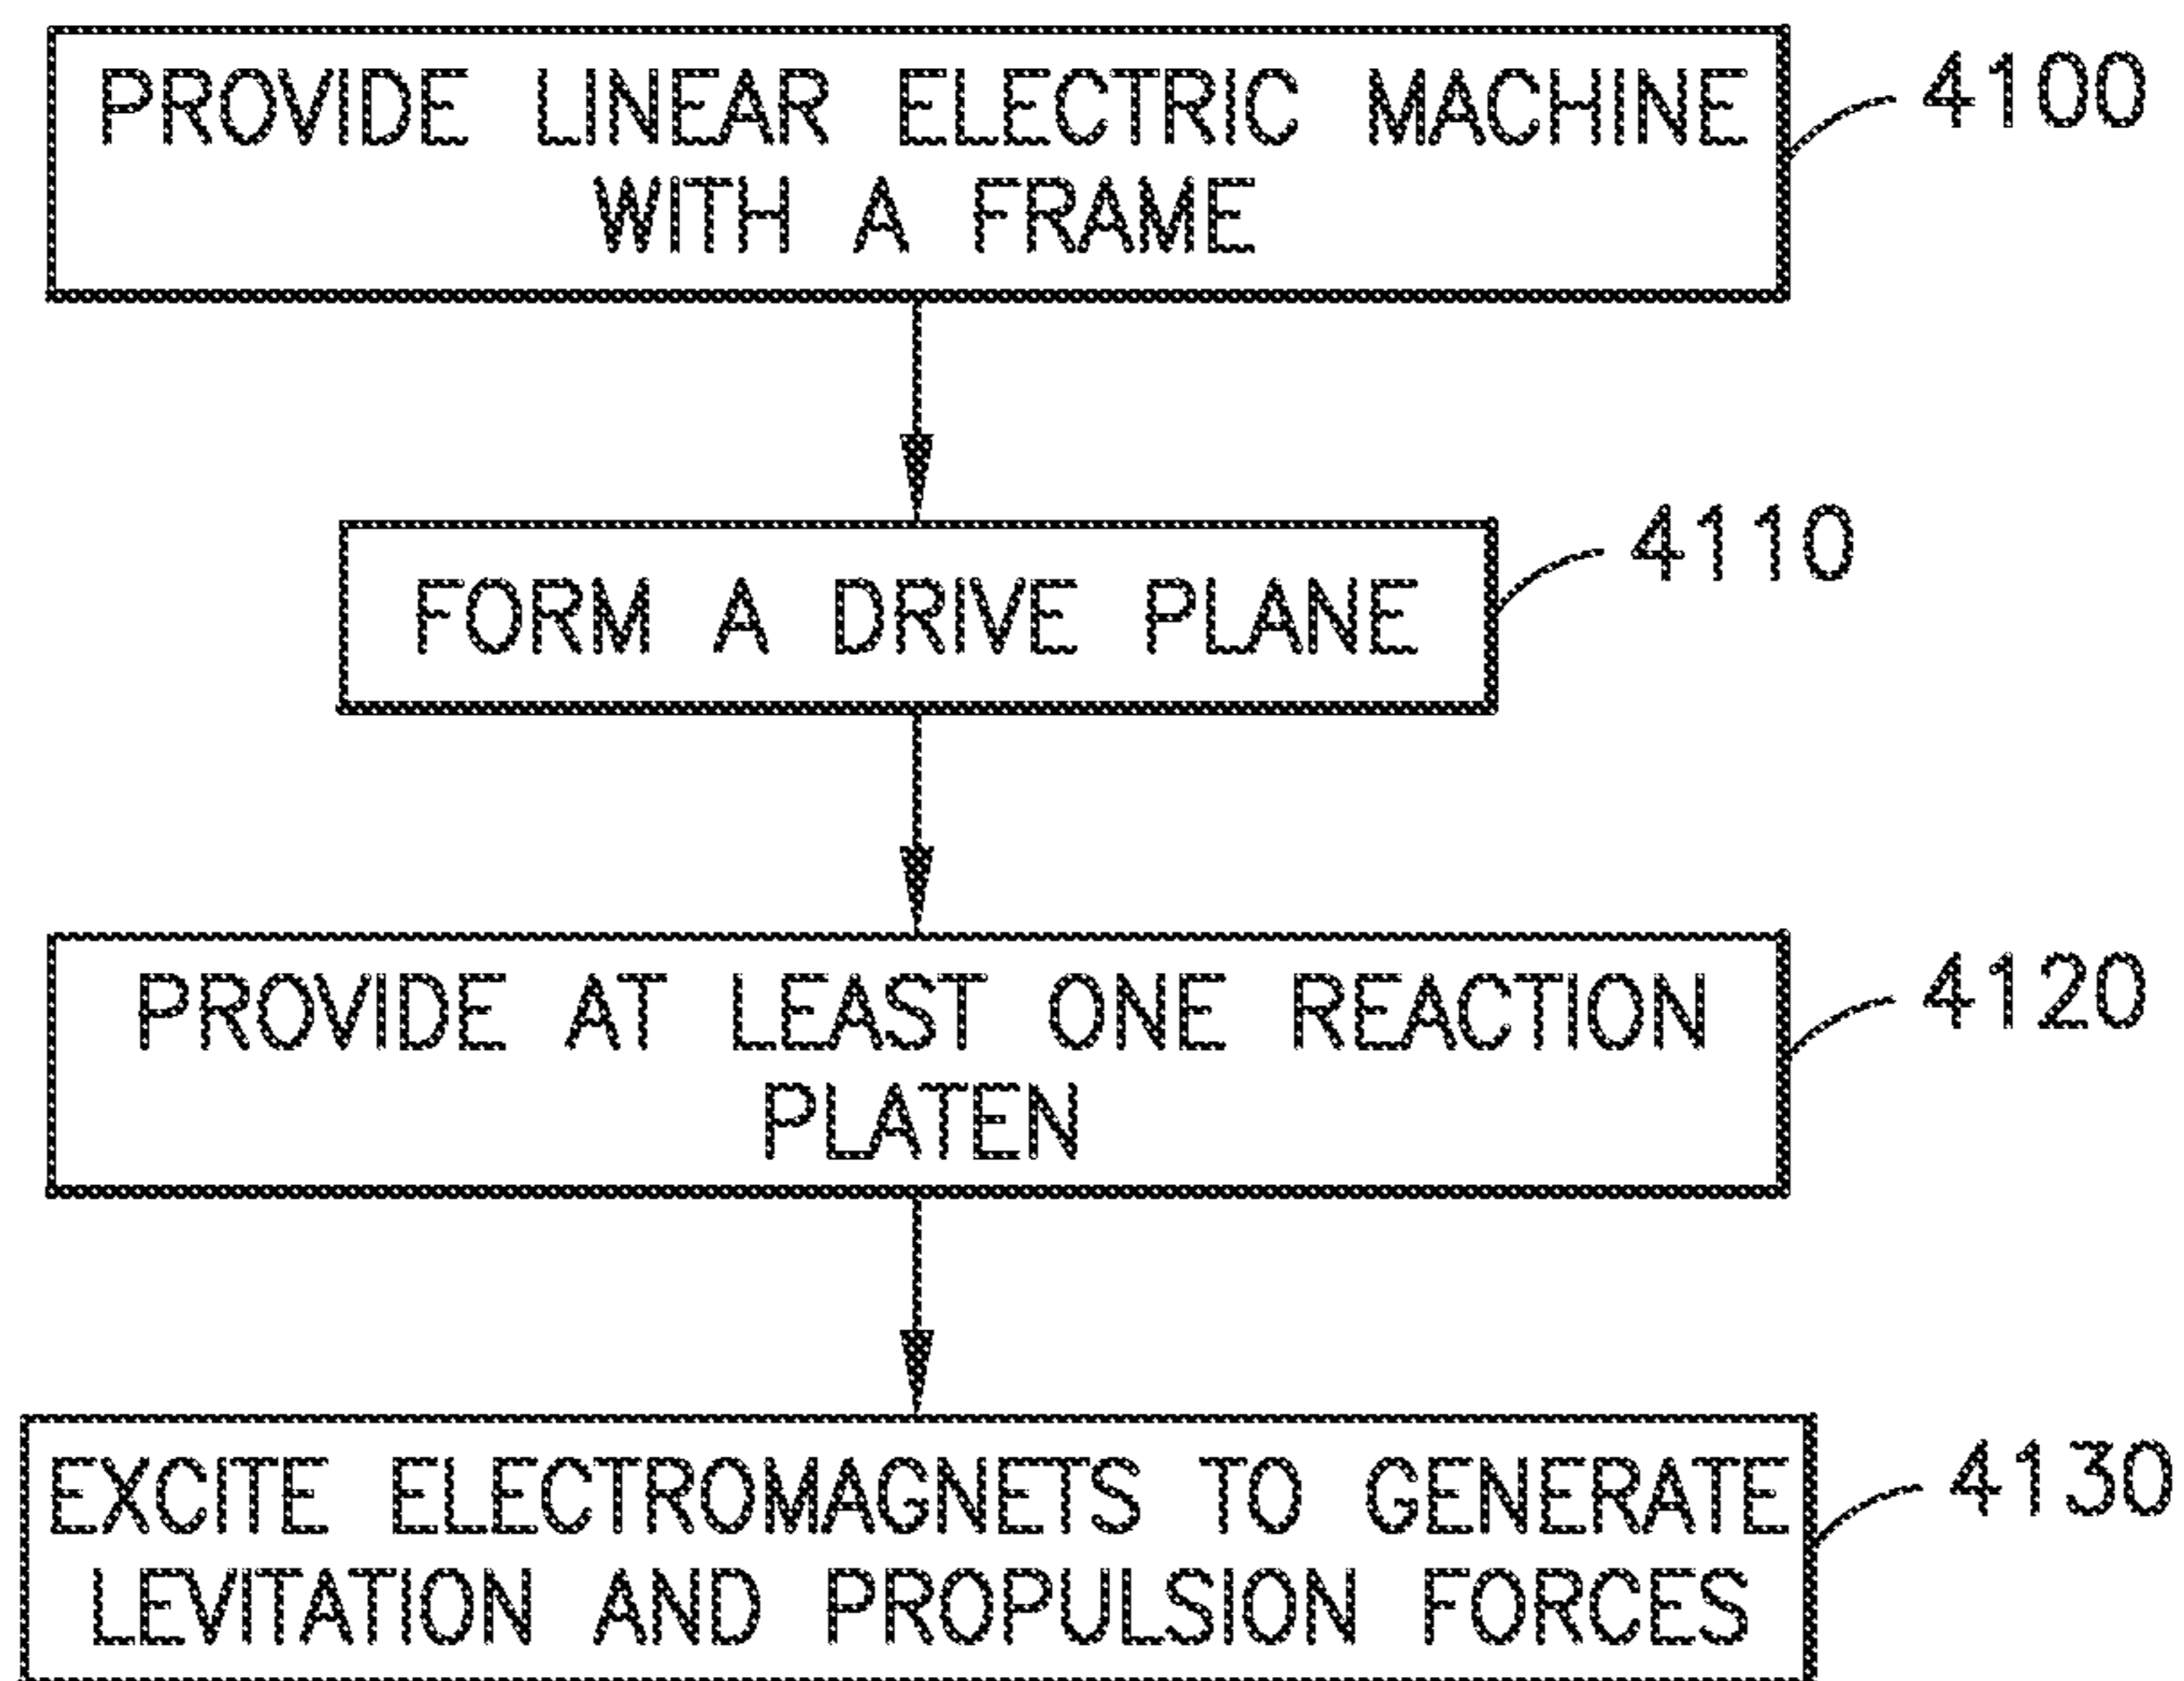 PROVIDE LINEAR ELECTRIC MACHINE
WITH A FRAME
4100
FORM A DRIVE PLANE
4110
PROVIDE AT LEAST ONE REACTION
PLATEN
4120
EXCITE ELECTROMAGNETS TO GENERATE
LEVITATION AND PROPULSION FORCES
4130